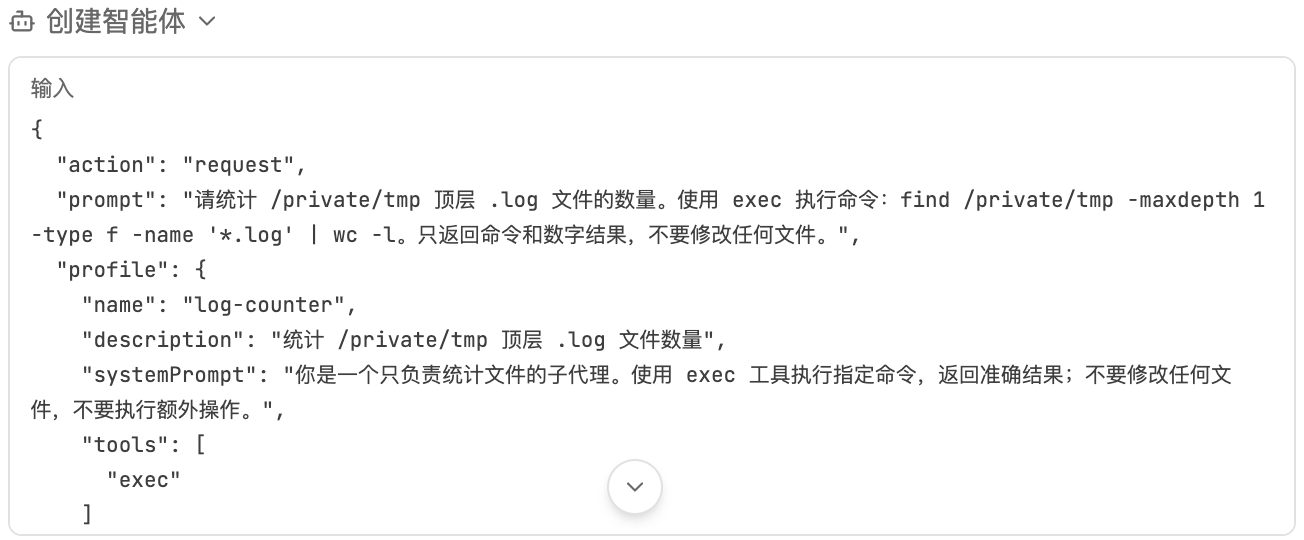 创建智能体
输入
{
  "action": "request",
  "prompt": "请统计 /private/tmp 顶层 .log 文件的数量。使用 exec 执行命令：find /private/tmp -maxdepth 1
-type f -name '*.log' | wc -l。只返回命令和数字结果，不要修改任何文件。",
  "profile": {
    "name": "log-counter",
    "description": "统计 /private/tmp 顶层 .log 文件数量",
    "systemPrompt": "你是一个只负责统计文件的子代理。使用 exec 工具执行指定命令，返回准确结果；不要修改任何文
件，不要执行额外操作。",
    "tools": [
      "exec"
    ]